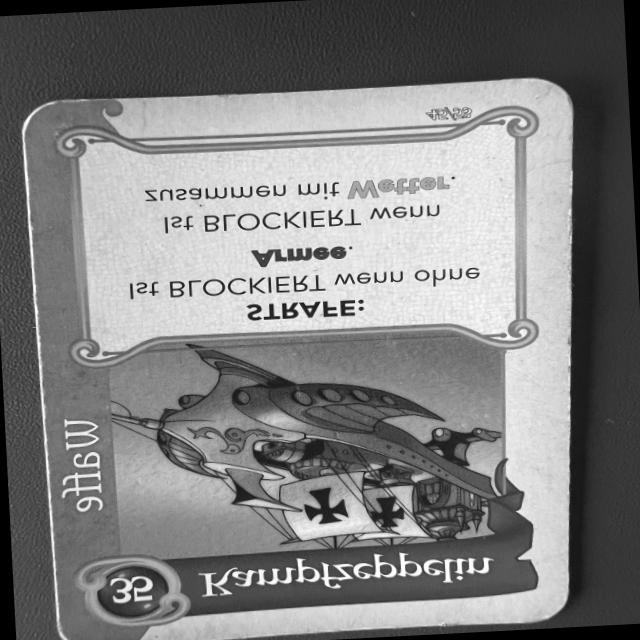 35
Kampfzeppelin
Waffe
STRAFE:
Ist BLOCKIERT wenn ohne
Armee.
Ist BLOCKIERT wenn
zusammen mit Wetter.